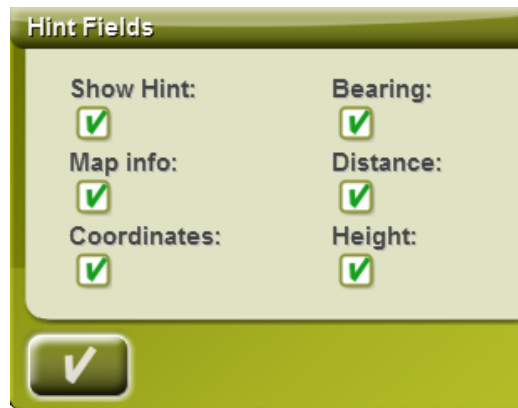 Hint Fields
Show Hint:
Bearing:
Map info:
Distance:
Coordinates:
Height: